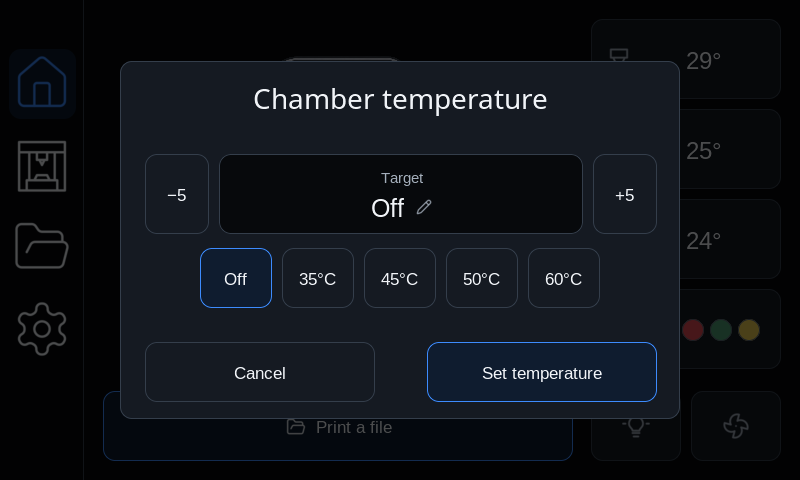 29°
Chamber temperature
25°
−5
Target
Off
+5
24°
Off
35°C
45°C
50°C
60°C
Cancel
Set temperature
Print a file